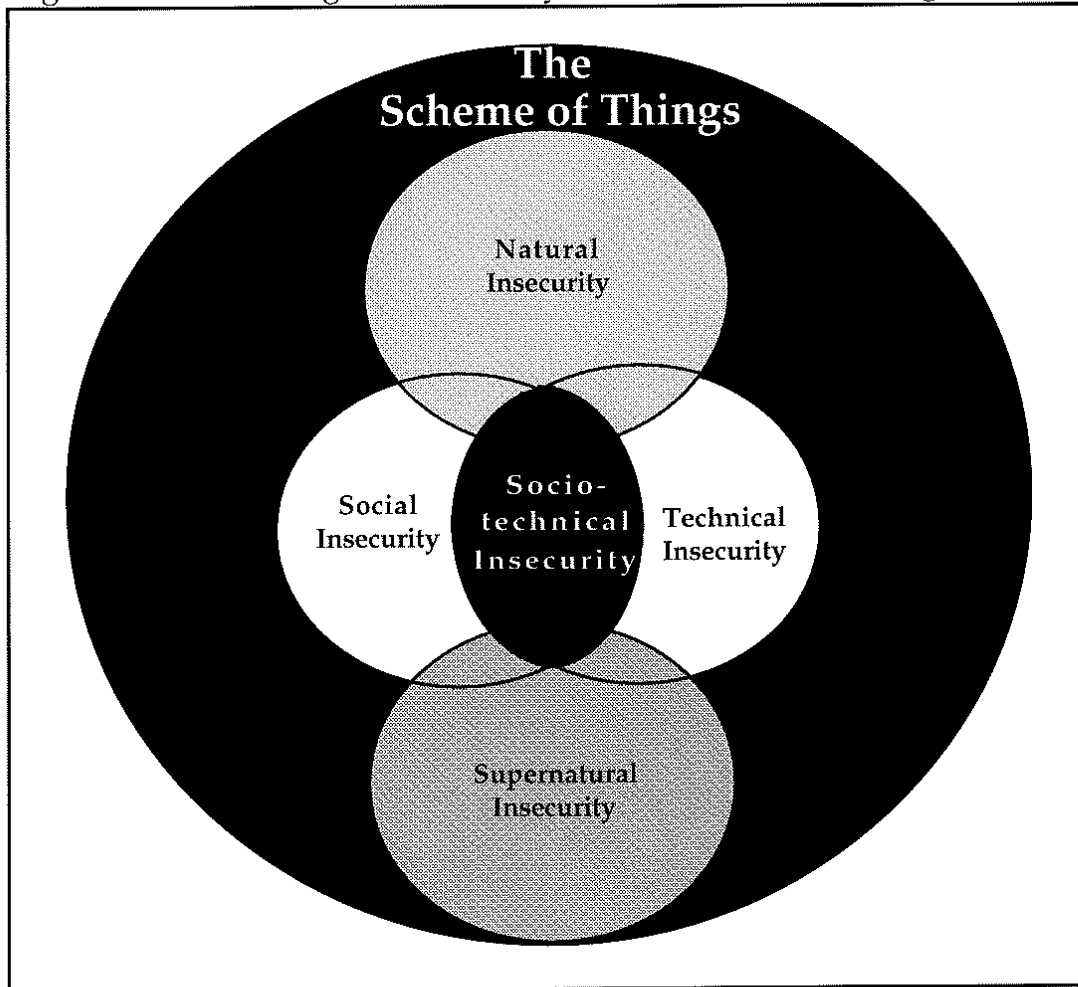 The
Scheme of Things
Natural
Insecurity
Social
Insecurity
Socio-
technical
Insecurity
Technical
Insecurity
Supernatural
Insecurity